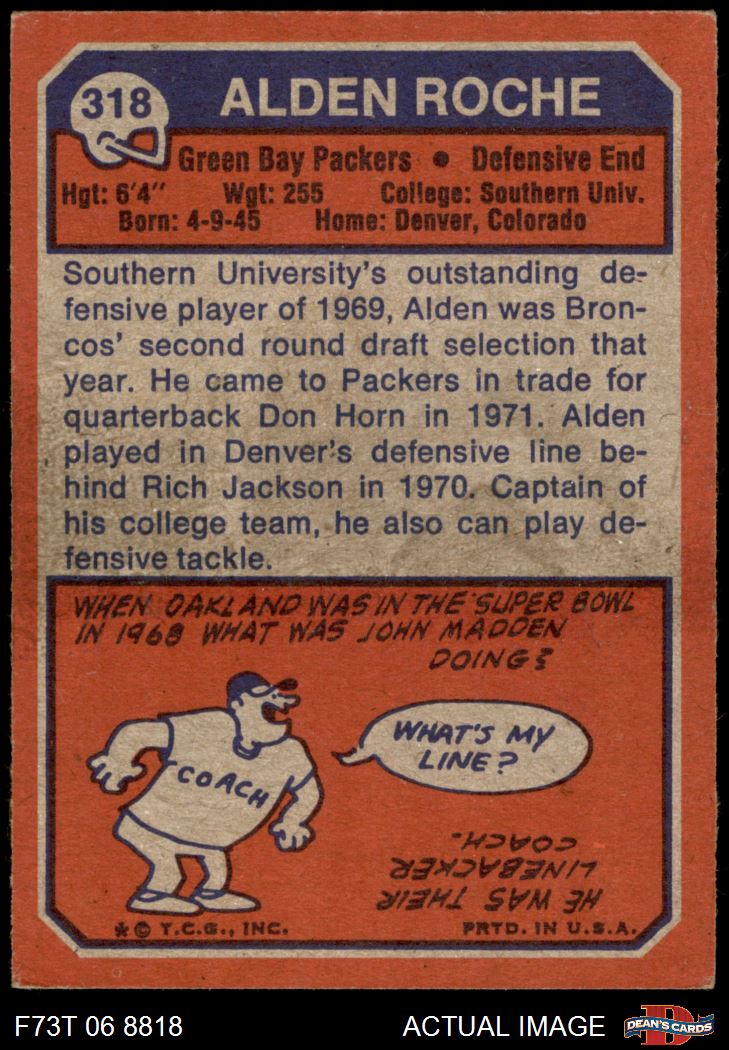 318
ALDEN ROCHE
Green Bay Packers • Defensive End
Hgt: 6'4" Wgt: 255 College: Southern Univ.
Born: 4-9-45 Home: Denver, Colorado
Southern University's outstanding de-
fensive player of 1969, Alden was Bron-
cos' second round draft selection that
year. He came to Packers in trade for
quarterback Don Horn in 1971. Alden
played in Denver's defensive line be-
hind Rich Jackson in 1970. Captain of
his college team, he also can play de-
fensive tackle.
WHEN OAKLAND WAS IN THE SUPER BOWL
IN 1968 WHAT WAS JOHN MADDEN
DOING?
WHAT'S MY
LINE?
COACH
HE WAS THEIR
LINEBACKER
COACH.
*© T.C.G., INC. PRTD. IN U.S.A.
F73T 06 8818 ACTUAL IMAGE
D
DEAN'S CARDS